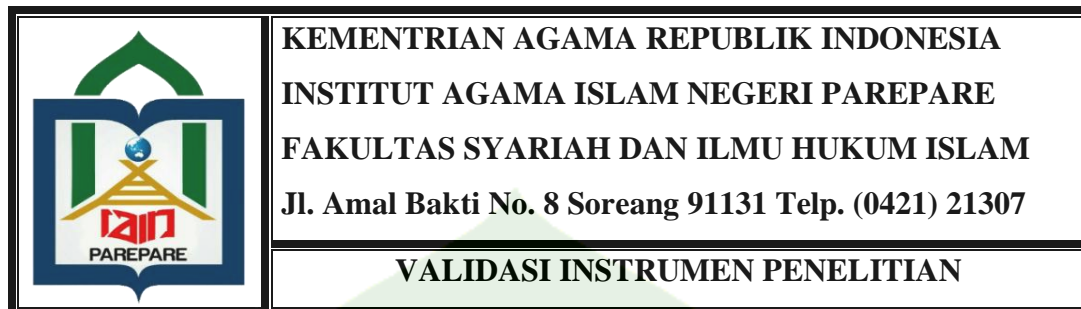 KEMENTRIAN AGAMA REPUBLIK INDONESIA
INSTITUT AGAMA ISLAM NEGERI PAREPARE
FAKULTAS SYARIAH DAN ILMU HUKUM ISLAM
Jl. Amal Bakti No. 8 Soreang 91131 Telp. (0421) 21307
IAIN
PAREPARE
VALIDASI INSTRUMEN PENELITIAN